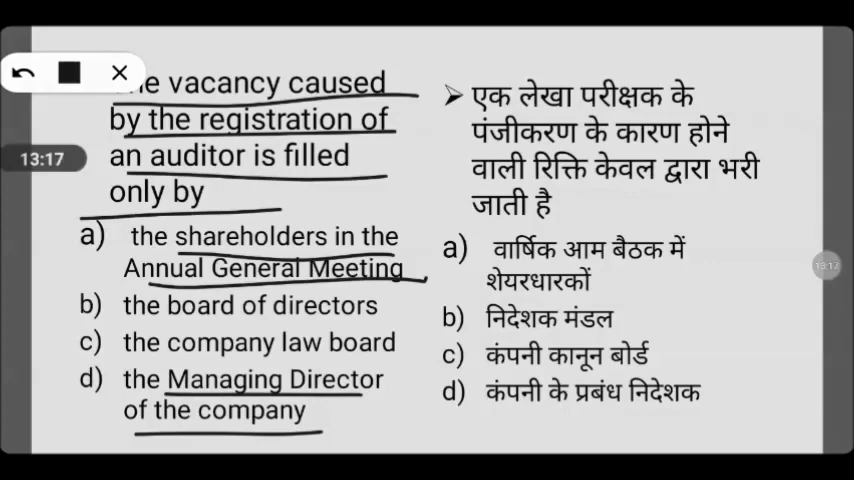 he vacancy caused
by the registration of
an auditor is filled
only by
a) the shareholders in the
Annual General Meeting
b) the board of directors
c) the company law board
d) the Managing Director
of the company
➢ एक लेखा परीक्षक के
पंजीकरण के कारण होने
वाली रिक्ति केवल द्वारा भरी
जाती है
a) वार्षिक आम बैठक में
शेयरधारकों
b) निदेशक मंडल
c) कंपनी कानून बोर्ड
d) कंपनी के प्रबंध निदेशक
13:17
13:17